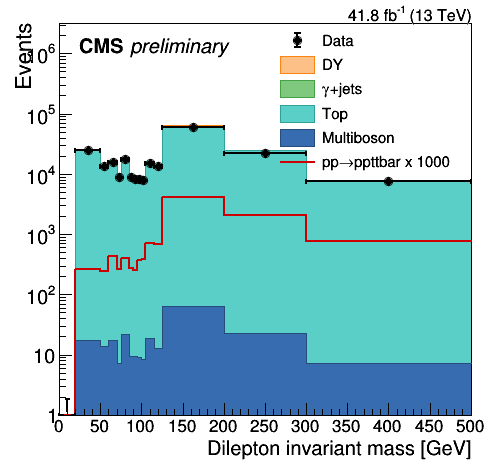 41.8 fb⁻¹ (13 TeV)
CMS preliminary
Data
DY
γ+jets
Top
Multiboson
pp→ppttbar x 1000
Events
10⁶
10⁵
10⁴
10³
10²
10
1
0 50 100 150 200 250 300 350 400 450 500
Dilepton invariant mass [GeV]